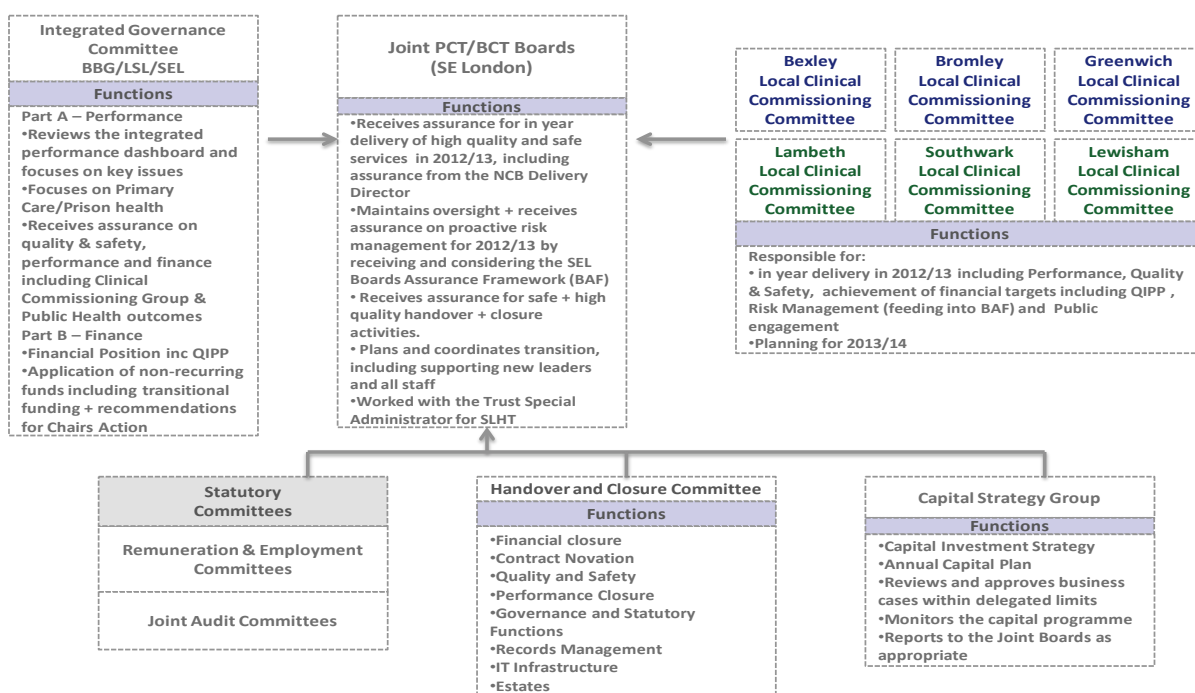 Integrated Governance
Committee
BBG/LSL/SEL
Functions
Part A – Performance
•Reviews the integrated
performance dashboard and
focuses on key issues
•Focuses on Primary
Care/Prison health
•Receives assurance on
quality & safety,
performance and finance
including Clinical
Commissioning Group &
Public Health outcomes
Part B – Finance
•Financial Position inc QIPP
•Application of non-recurring
funds including transitional
funding + recommendations
for Chairs Action
Joint PCT/BCT Boards
(SE London)
Functions
•Receives assurance for in year
delivery of high quality and safe
services in 2012/13, including
assurance from the NCB Delivery
Director
•Maintains oversight + receives
assurance on proactive risk
management for 2012/13 by
receiving and considering the SEL
Boards Assurance Framework (BAF)
• Receives assurance for safe + high
quality handover + closure
activities.
• Plans and coordinates transition,
including supporting new leaders
and all staff
•Worked with the Trust Special
Administrator for SLHT
Bexley
Local Clinical
Commissioning
Committee
Bromley
Local Clinical
Commissioning
Committee
Greenwich
Local Clinical
Commissioning
Committee
Lambeth
Local Clinical
Commissioning
Committee
Southwark
Local Clinical
Commissioning
Committee
Lewisham
Local Clinical
Commissioning
Committee
Functions
Responsible for:
• in year delivery in 2012/13 including Performance, Quality
& Safety, achievement of financial targets including QIPP ,
Risk Management (feeding into BAF) and Public
engagement
•Planning for 2013/14
Statutory
Committees
Remuneration & Employment
Committees
Joint Audit Committees
Handover and Closure Committee
Functions
•Financial closure
•Contract Novation
•Quality and Safety
•Performance Closure
•Governance and Statutory
Functions
•Records Management
•IT Infrastructure
•Estates
Capital Strategy Group
Functions
•Capital Investment Strategy
•Annual Capital Plan
•Reviews and approves business
cases within delegated limits
•Monitors the capital programme
•Reports to the Joint Boards as
appropriate